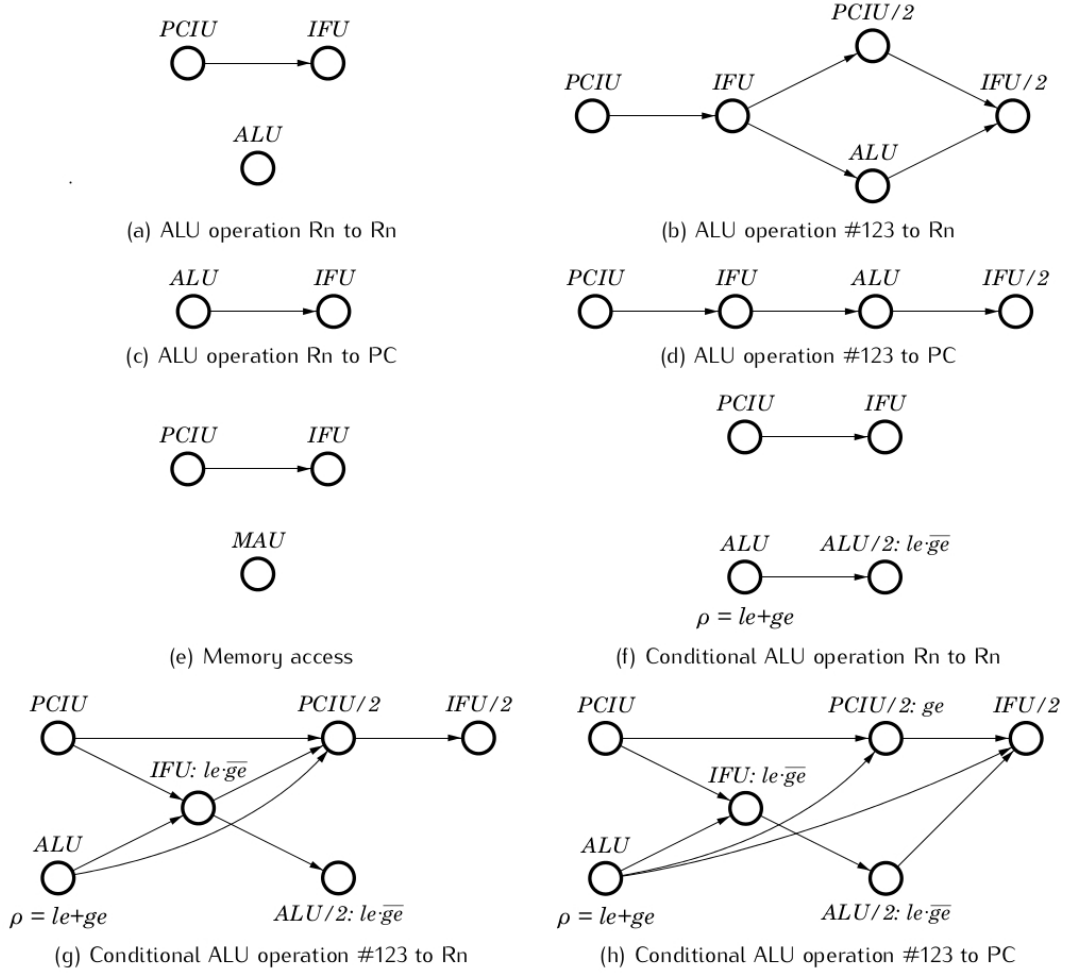 PCIU IFU
ALU
(a) ALU operation Rn to Rn
PCIU/2
PCIU IFU IFU/2
ALU
(b) ALU operation #123 to Rn
ALU IFU
(c) ALU operation Rn to PC
PCIU IFU ALU IFU/2
(d) ALU operation #123 to PC
PCIU IFU
MAU
(e) Memory access
PCIU IFU
ALU ALU/2: le·g̅e̅
ρ = le+ge
(f) Conditional ALU operation Rn to Rn
PCIU PCIU/2 IFU/2
IFU: le·g̅e̅
ALU
ρ = le+ge ALU/2: le·g̅e̅
(g) Conditional ALU operation #123 to Rn
PCIU PCIU/2: ge IFU/2
IFU: le·g̅e̅
ALU
ρ = le+ge ALU/2: le·g̅e̅
(h) Conditional ALU operation #123 to PC